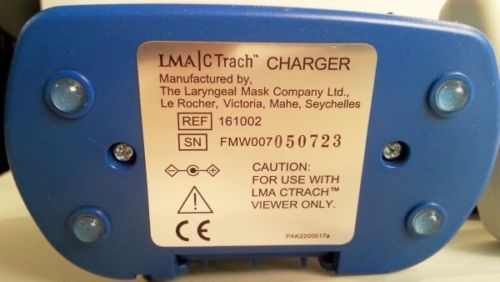 LMA|CTrach™ CHARGER
Manufactured by,
The Laryngeal Mask Company Ltd.,
Le Rocher, Victoria, Mahe, Seychelles
REF 161002
SN FMW007050723
CAUTION:
FOR USE WITH
LMA CTRACH™
VIEWER ONLY.
CE
PAK2200017a